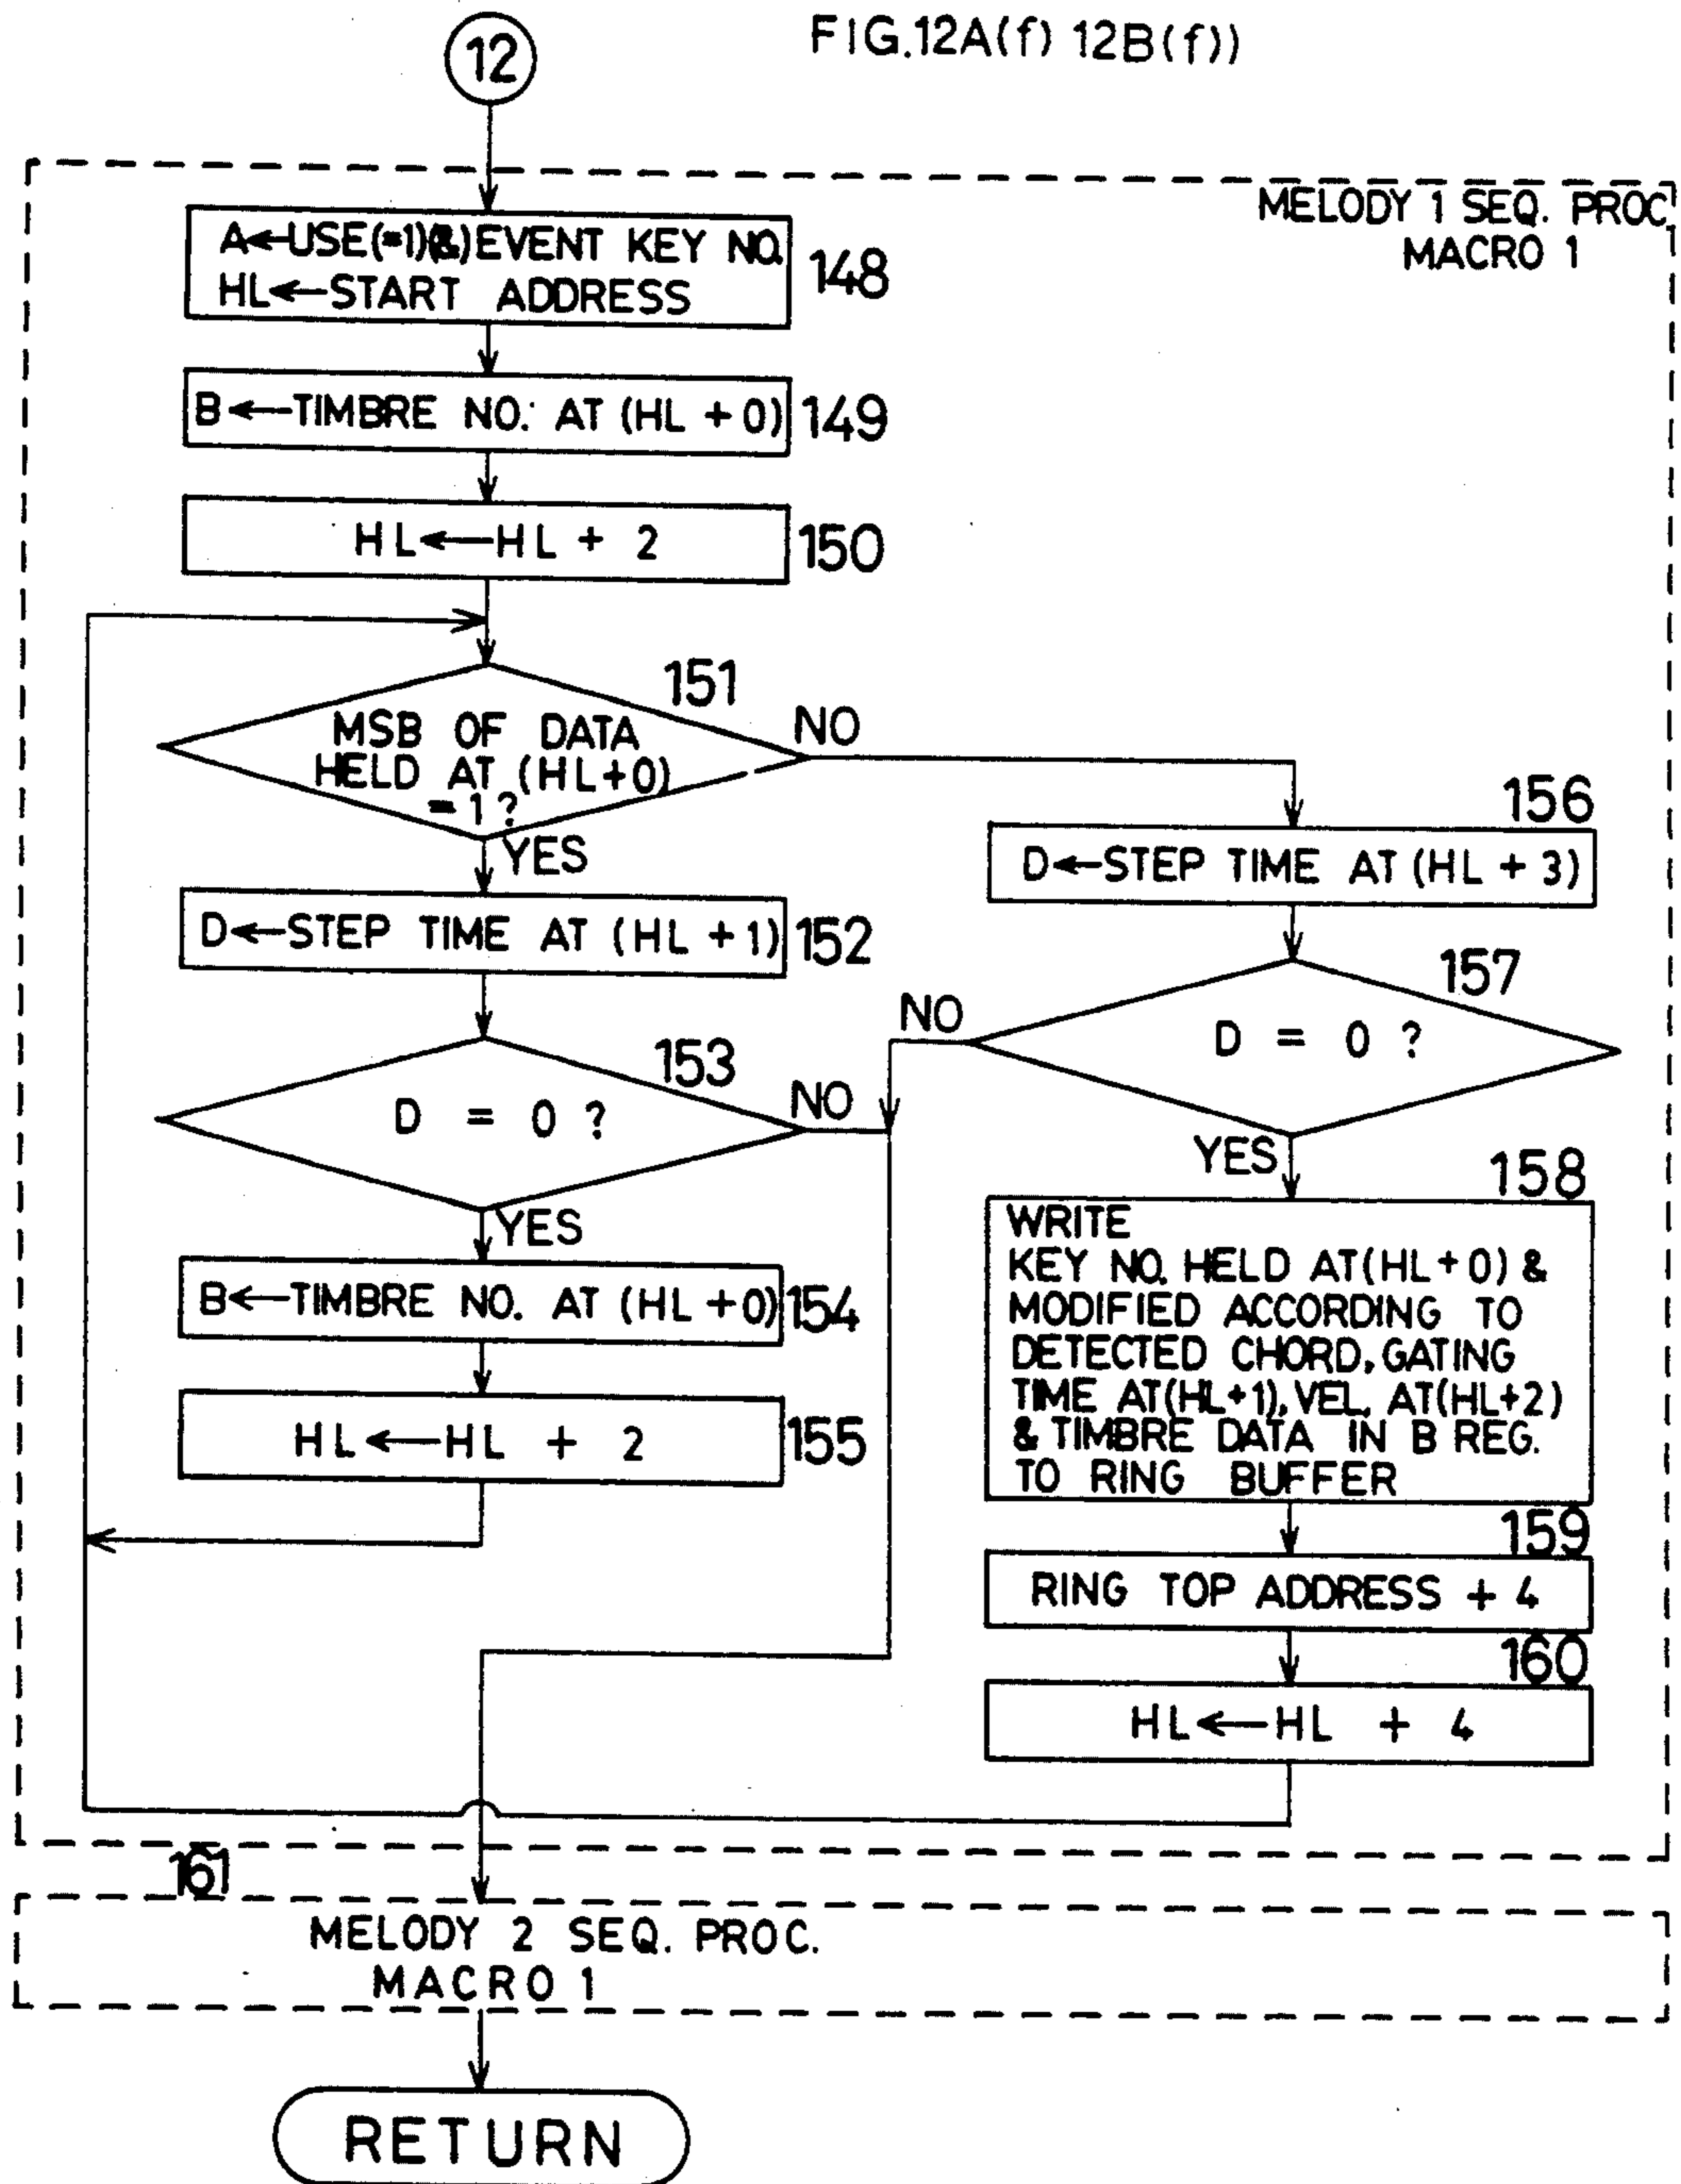 FIG.12A(f) 12B(f))
12
MELODY 1 SEQ. PROC.
MACRO 1
A←USE(=1)(&)EVENT KEY NO.
HL←START ADDRESS
148
B←TIMBRE NO. AT (HL + 0)
149
HL←HL + 2
150
151
MSB OF DATA
HELD AT (HL+0)
= 1 ?
NO
YES
156
D←STEP TIME AT (HL + 3)
D←STEP TIME AT (HL + 1)
152
157
D = 0 ?
NO
YES
153
D = 0 ?
NO
YES
158
WRITE
KEY NO. HELD AT (HL+0) &
MODIFIED ACCORDING TO
DETECTED CHORD, GATING
TIME AT (HL+1), VEL. AT (HL+2)
& TIMBRE DATA IN B REG.
TO RING BUFFER
B←TIMBRE NO. AT (HL + 0)
154
HL←HL + 2
155
159
RING TOP ADDRESS + 4
160
HL←HL + 4
161
MELODY 2 SEQ. PROC.
MACRO 1
RETURN